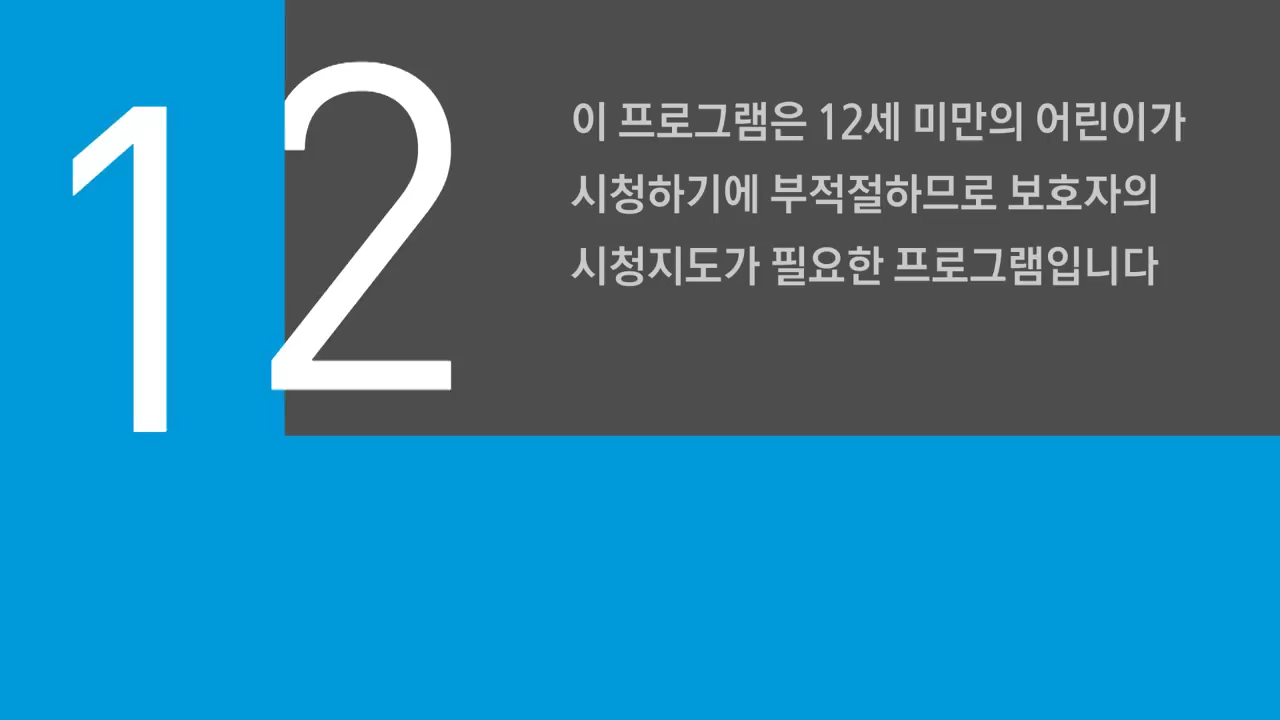 12
이 프로그램은 12세 미만의 어린이가
시청하기에 부적절하므로 보호자의
시청지도가 필요한 프로그램입니다